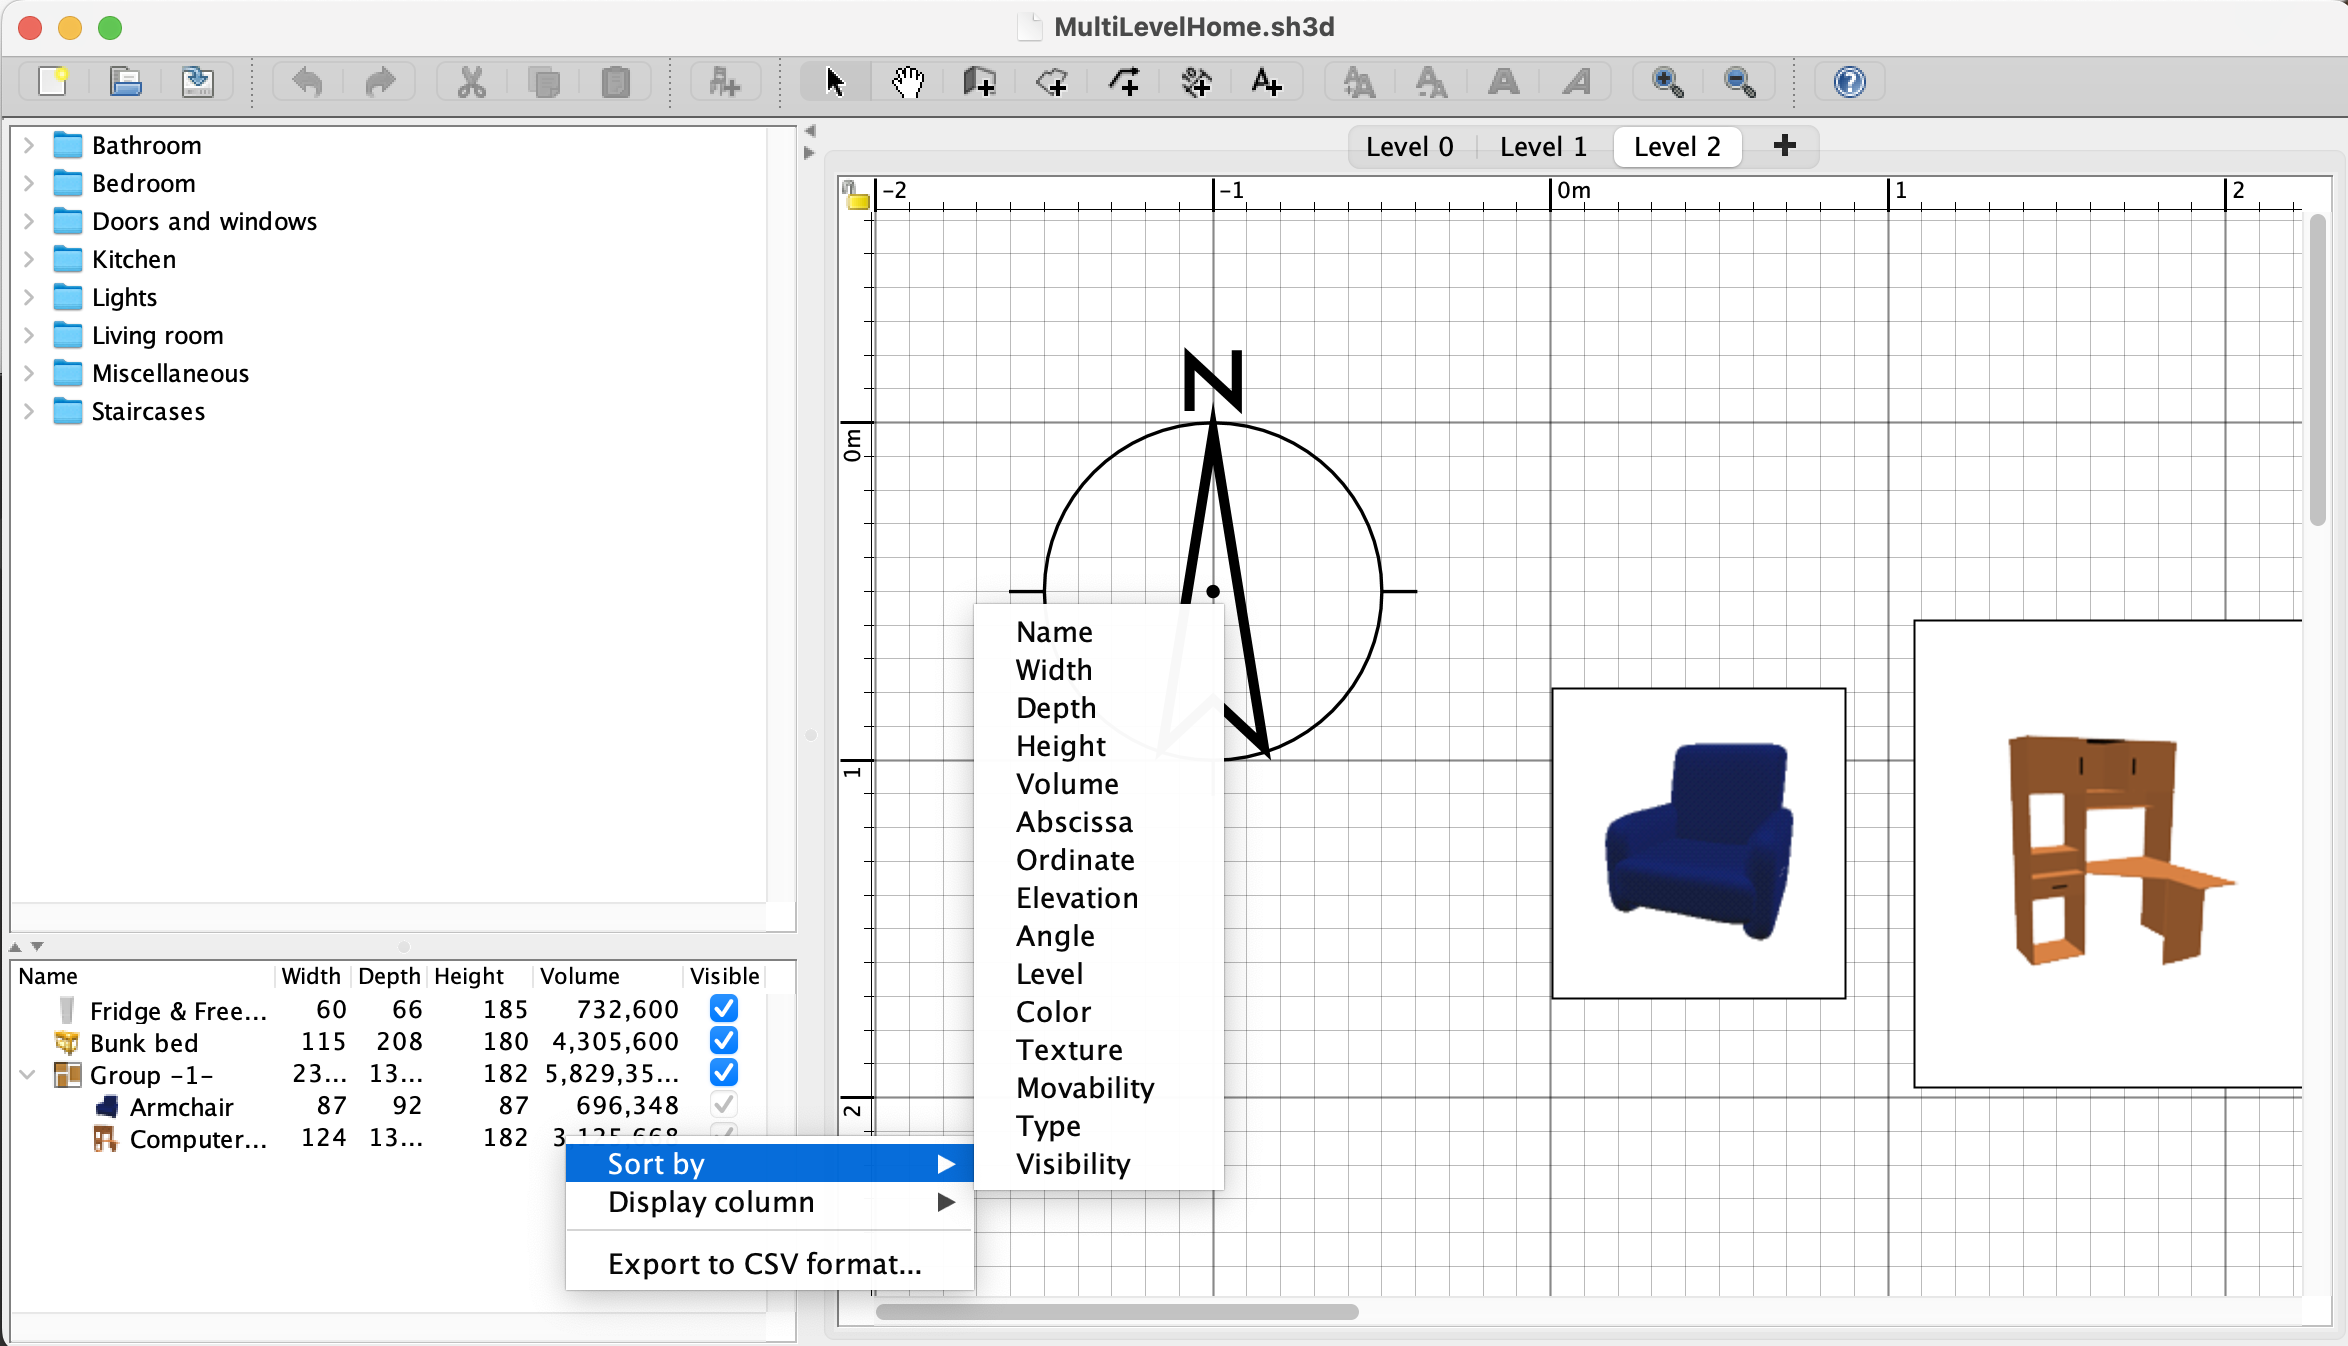 MultiLevelHome.sh3d
Bathroom
Bedroom
Doors and windows
Kitchen
Lights
Living room
Miscellaneous
Staircases
Level 0 Level 1 Level 2
-2 -1 0m 1 2
0m
1
2
N
Name Width Depth Height Volume Visible
Fridge & Free... 60 66 185 732,600
Bunk bed 115 208 180 4,305,600
Group -1- 23... 13... 182 5,829,35...
Armchair 87 92 87 696,348
Computer... 124 13... 182 3,135,668
Sort by
Display column
Export to CSV format...
Name
Width
Depth
Height
Volume
Abscissa
Ordinate
Elevation
Angle
Level
Color
Texture
Movability
Type
Visibility